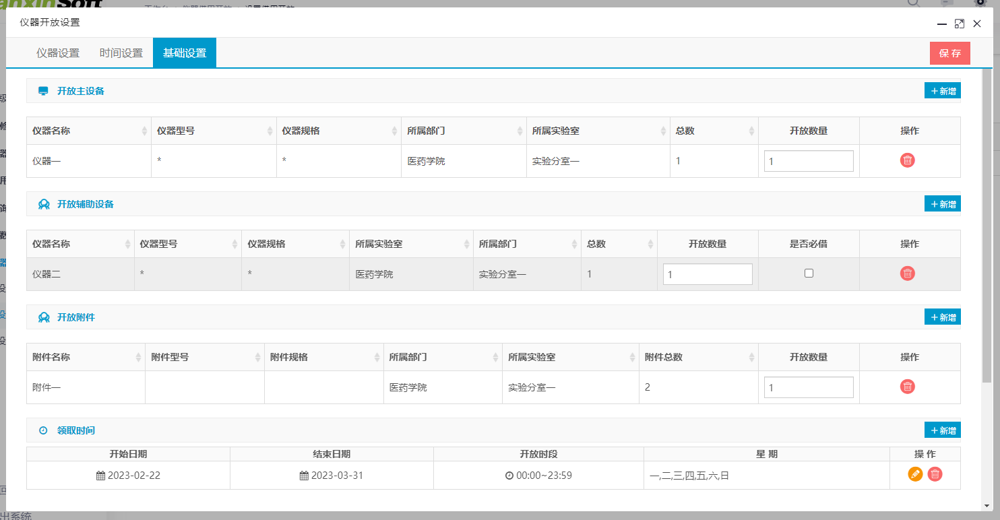 仪器开放设置
仪器设置 时间设置 基础设置 保 存
开放主设备 +新增
仪器名称 仪器型号 仪器规格 所属部门 所属实验室 总数 开放数量 操作
仪器一 * * 医药学院 实验分室一 1 1
开放辅助设备 +新增
仪器名称 仪器型号 仪器规格 所属实验室 所属部门 总数 开放数量 是否必借 操作
仪器二 * * 医药学院 实验分室一 1 1
开放附件 +新增
附件名称 附件型号 附件规格 所属部门 所属实验室 附件总数 开放数量 操作
附件一 医药学院 实验分室一 2 1
领取时间 +新增
开始日期 结束日期 开放时段 星 期 操 作
2023-02-22 2023-03-31 00:00~23:59 一,二,三,四,五,六,日
出系统